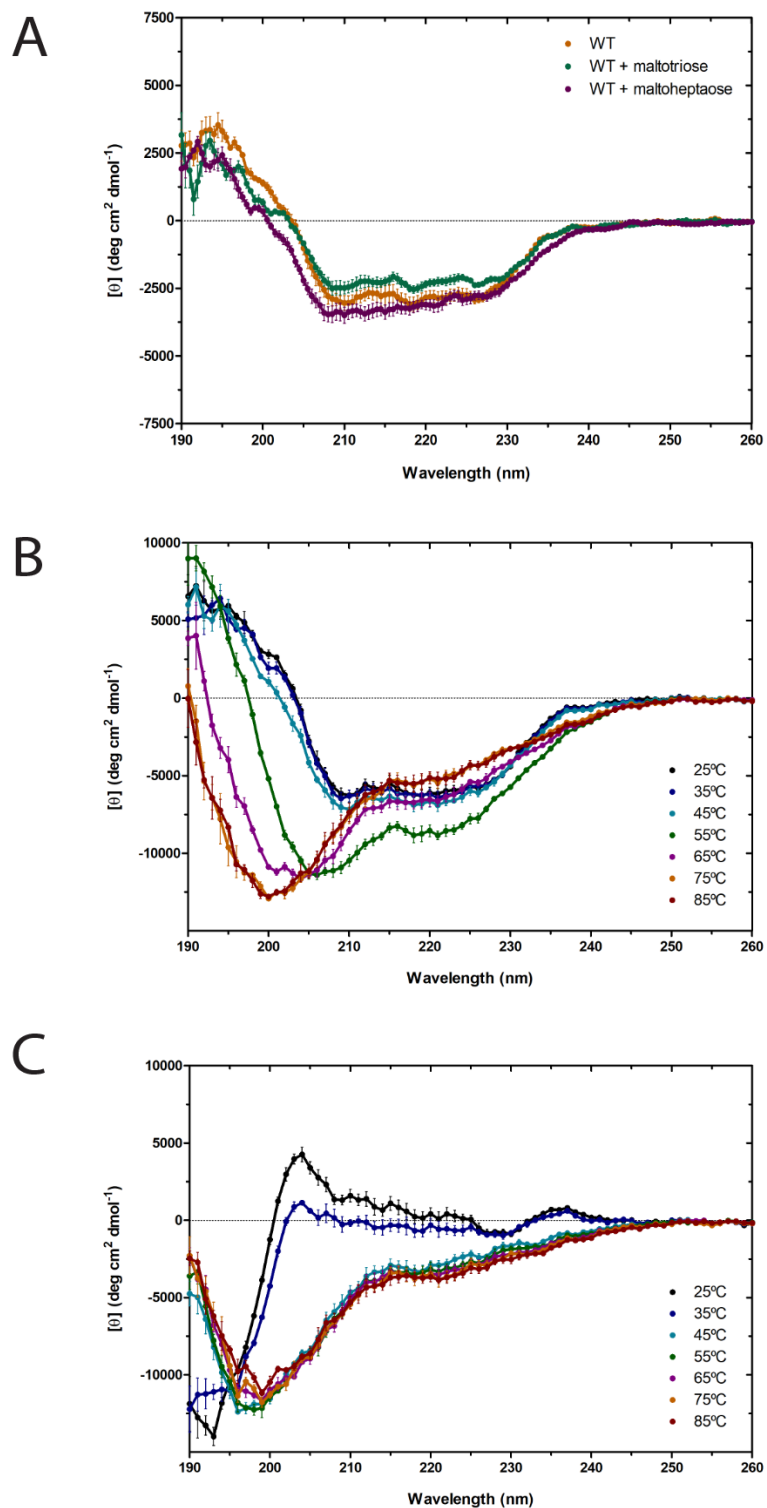 A
7500
5000
2500
0
-2500
-5000
-7500
[θ] (deg cm² dmol⁻¹)
WT
WT + maltotriose
WT + maltoheptaose
190 200 210 220 230 240 250 260
Wavelength (nm)
B
10000
5000
0
-5000
-10000
[θ] (deg cm² dmol⁻¹)
25ºC
35ºC
45ºC
55ºC
65ºC
75ºC
85ºC
190 200 210 220 230 240 250 260
Wavelength (nm)
C
10000
5000
0
-5000
-10000
[θ] (deg cm² dmol⁻¹)
25ºC
35ºC
45ºC
55ºC
65ºC
75ºC
85ºC
190 200 210 220 230 240 250 260
Wavelength (nm)